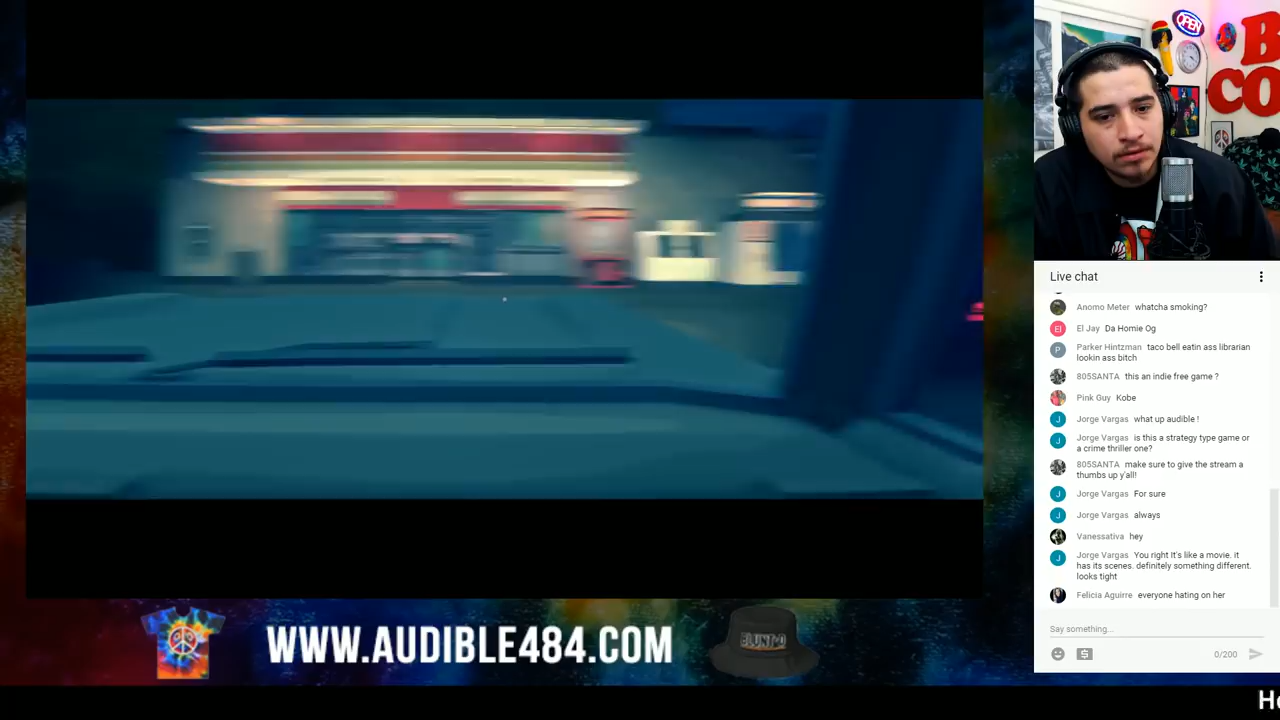 OPEN
B
CO
Live chat
Anomo Meter whatcha smoking?
El El Jay Da Homie Og
P Parker Hintzman taco bell eatin ass librarian
lookin ass bitch
805SANTA this an indie free game ?
Pink Guy Kobe
J Jorge Vargas what up audible !
J Jorge Vargas is this a strategy type game or
a crime thriller one?
805SANTA make sure to give the stream a
thumbs up y'all!
J Jorge Vargas For sure
J Jorge Vargas always
Vanessativa hey
J Jorge Vargas You right It's like a movie. it
has its scenes. definitely something different.
looks tight
Felicia Aguirre everyone hating on her
Say something...
$ 0/200
WWW.AUDIBLE484.COM
He